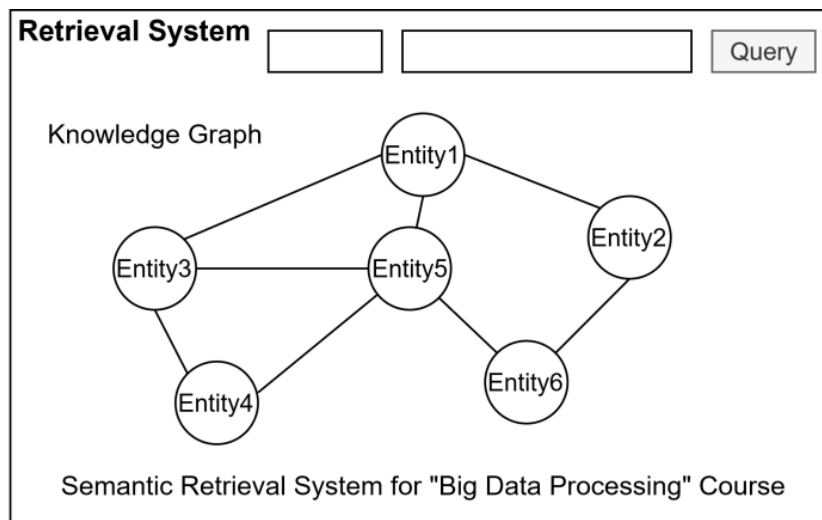 Retrieval System
Query
Knowledge Graph
Entity1
Entity2
Entity3
Entity5
Entity6
Entity4
Semantic Retrieval System for "Big Data Processing" Course